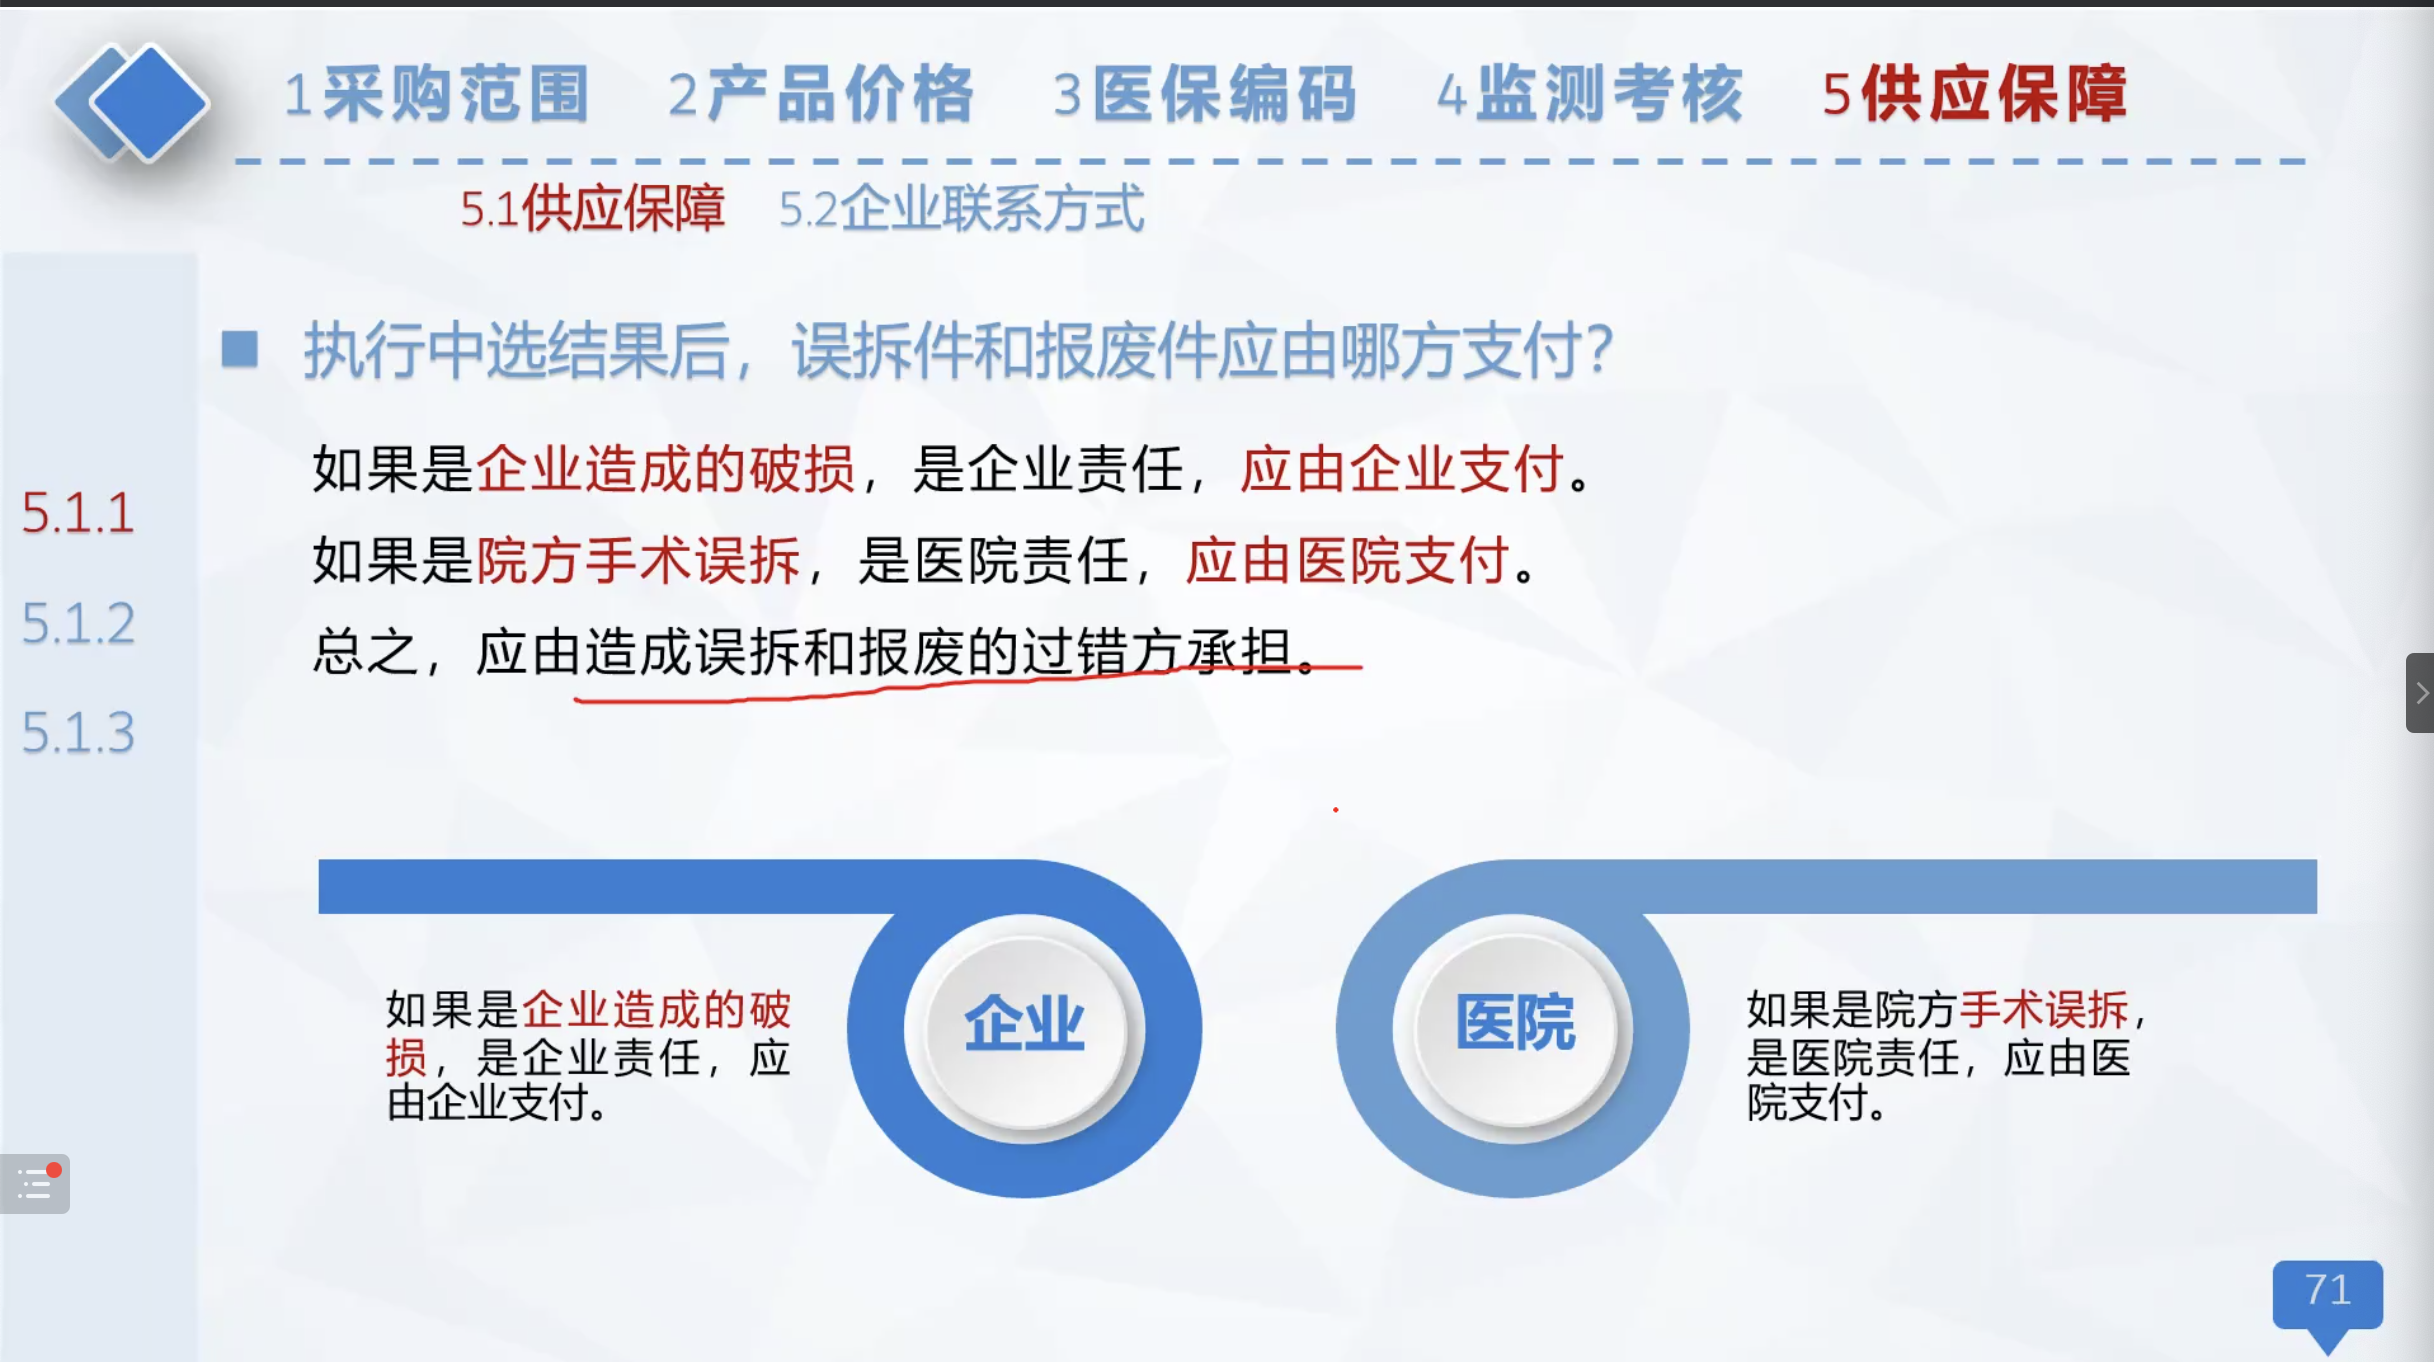 1采购范围 2产品价格 3医保编码 4监测考核 5供应保障
5.1供应保障 5.2企业联系方式
执行中选结果后，误拆件和报废件应由哪方支付？
如果是企业造成的破损，是企业责任，应由企业支付。
如果是院方手术误拆，是医院责任，应由医院支付。
总之，应由造成误拆和报废的过错方承担。
5.1.1
5.1.2
5.1.3
如果是企业造成的破
损，是企业责任，应
由企业支付。
企业
医院
如果是院方手术误拆，
是医院责任，应由医
院支付。
71